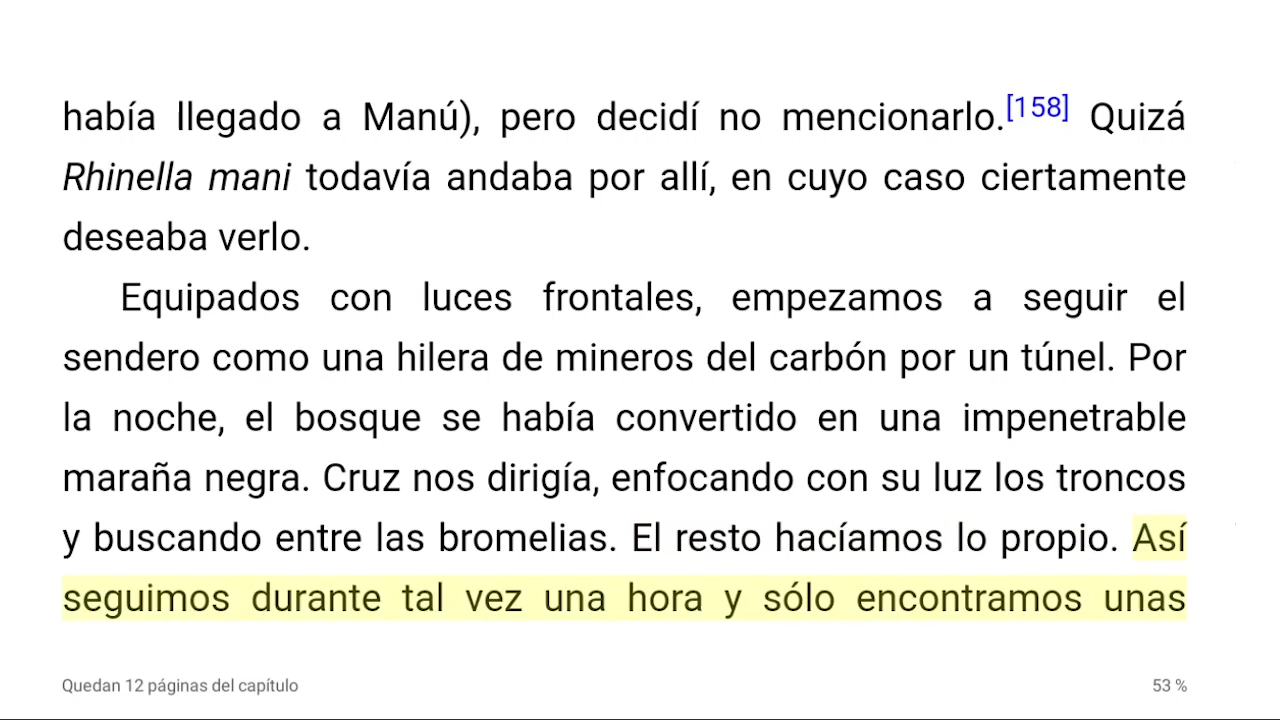 había llegado a Manú), pero decidí no mencionarlo.[158] Quizá
Rhinella mani todavía andaba por allí, en cuyo caso ciertamente
deseaba verlo.
Equipados con luces frontales, empezamos a seguir el
sendero como una hilera de mineros del carbón por un túnel. Por
la noche, el bosque se había convertido en una impenetrable
maraña negra. Cruz nos dirigía, enfocando con su luz los troncos
y buscando entre las bromelias. El resto hacíamos lo propio. Así
seguimos durante tal vez una hora y sólo encontramos unas
Quedan 12 páginas del capítulo
53 %